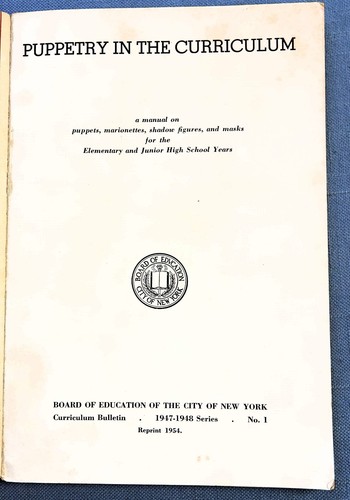 PUPPETRY IN THE CURRICULUM
a manual on
puppets, marionettes, shadow figures, and masks
for the
Elementary and Junior High School Years
BOARD OF EDUCATION
CITY OF NEW YORK
BOARD OF EDUCATION OF THE CITY OF NEW YORK
Curriculum Bulletin . 1947-1948 Series . No. 1
Reprint 1954.